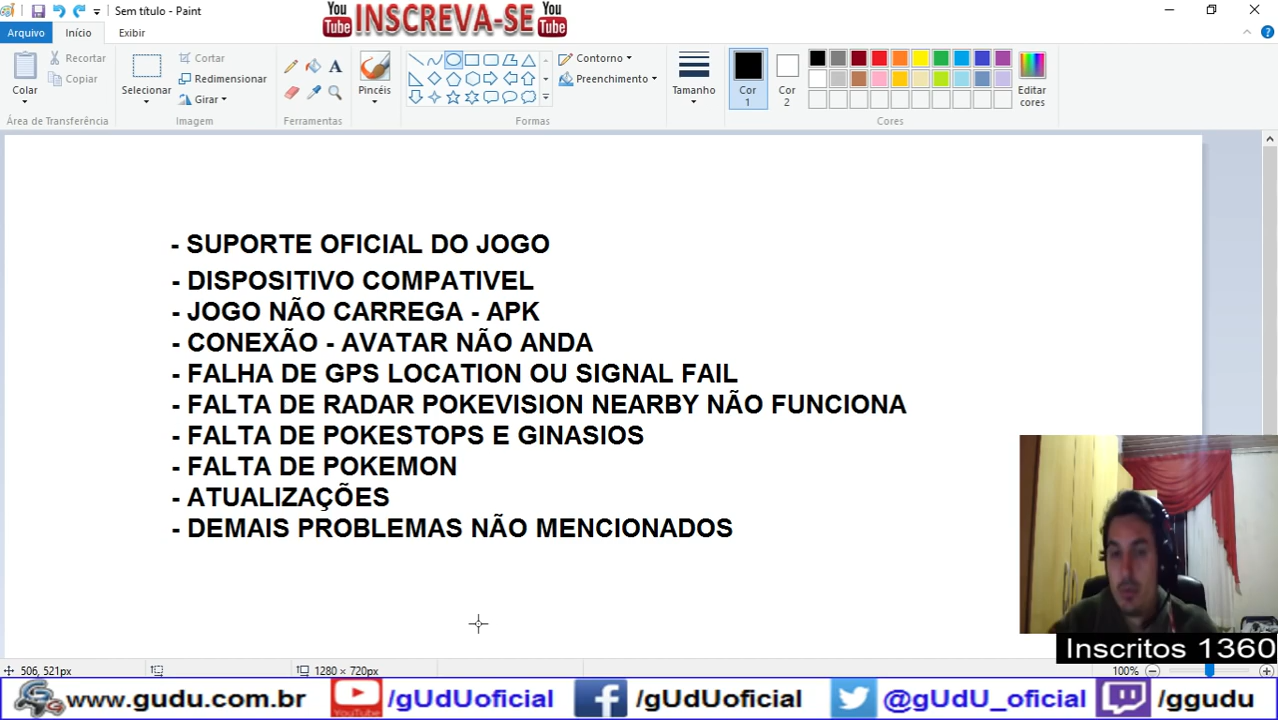 Sem título - Paint
You Tube INSCREVA-SE You Tube
Arquivo Início Exibir
Colar
Recortar
Copiar
Área de Transferência
Selecionar
Cortar
Redimensionar
Girar
Imagem
A
Ferramentas
Pincéis
Contorno
Preenchimento
Formas
Tamanho
Cor 1
Cor 2
Editar cores
Cores
- SUPORTE OFICIAL DO JOGO
- DISPOSITIVO COMPATIVEL
- JOGO NÃO CARREGA - APK
- CONEXÃO - AVATAR NÃO ANDA
- FALHA DE GPS LOCATION OU SIGNAL FAIL
- FALTA DE RADAR POKEVISION NEARBY NÃO FUNCIONA
- FALTA DE POKESTOPS E GINASIOS
- FALTA DE POKEMON
- ATUALIZAÇÕES
- DEMAIS PROBLEMAS NÃO MENCIONADOS
Inscritos 1360
506, 521px 1280 × 720px 100%
www.gudu.com.br YouTube /gUdUoficial /gUdUoficial @gUdU_oficial /ggudu